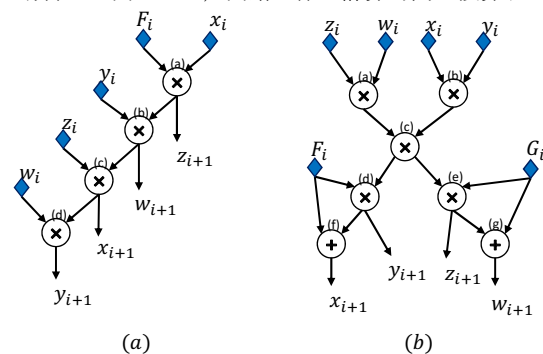 F_i x_i
(a)
×
y_i
(b)
×
z_i
z_{i+1}
(c)
×
w_i
w_{i+1}
(d)
×
x_{i+1}
y_{i+1}
(a)
z_i w_i x_i y_i
(a) (b)
× ×
(c)
×
F_i G_i
(d) (e)
× ×
(f) (g)
+ +
y_{i+1} z_{i+1}
x_{i+1} w_{i+1}
(b)